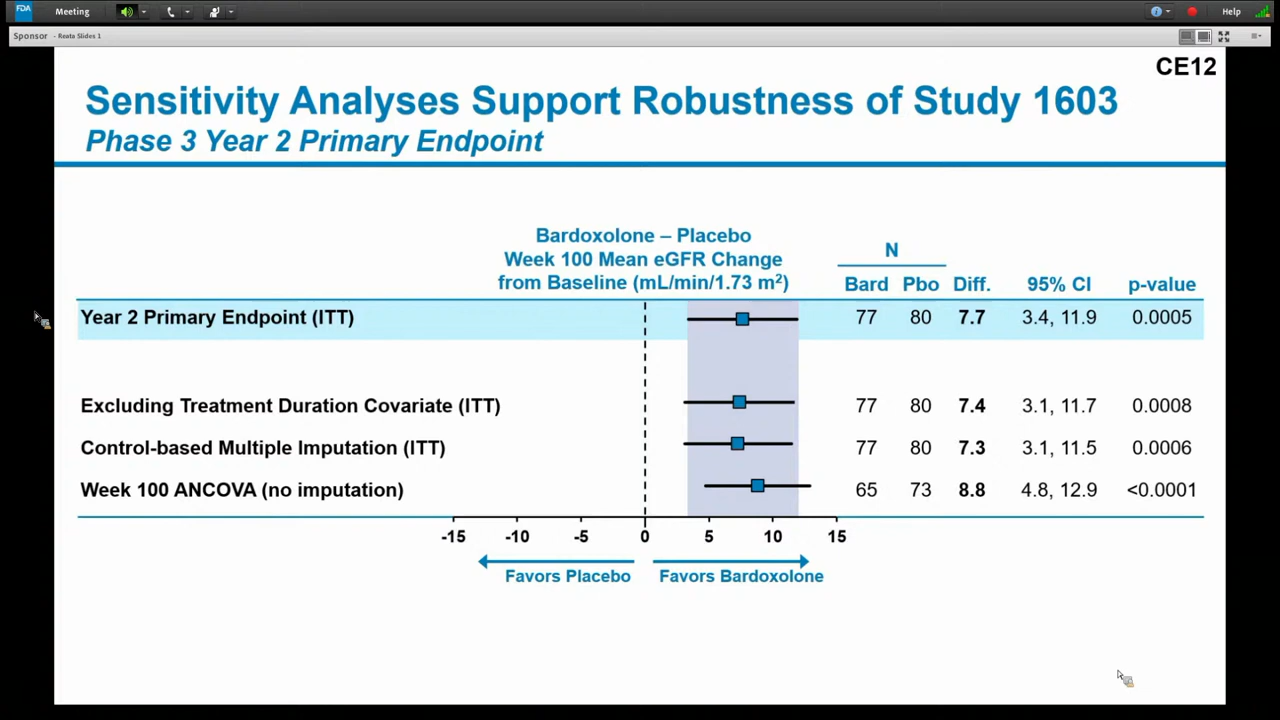 FDA
Meeting
Help
Sponsor - Reata Slides 1
CE12
Sensitivity Analyses Support Robustness of Study 1603
Phase 3 Year 2 Primary Endpoint
Bardoxolone – Placebo
Week 100 Mean eGFR Change
from Baseline (mL/min/1.73 m²)
N
Bard Pbo Diff. 95% CI p-value
Year 2 Primary Endpoint (ITT) 77 80 7.7 3.4, 11.9 0.0005
Excluding Treatment Duration Covariate (ITT) 77 80 7.4 3.1, 11.7 0.0008
Control-based Multiple Imputation (ITT) 77 80 7.3 3.1, 11.5 0.0006
Week 100 ANCOVA (no imputation) 65 73 8.8 4.8, 12.9 <0.0001
-15 -10 -5 0 5 10 15
Favors Placebo Favors Bardoxolone